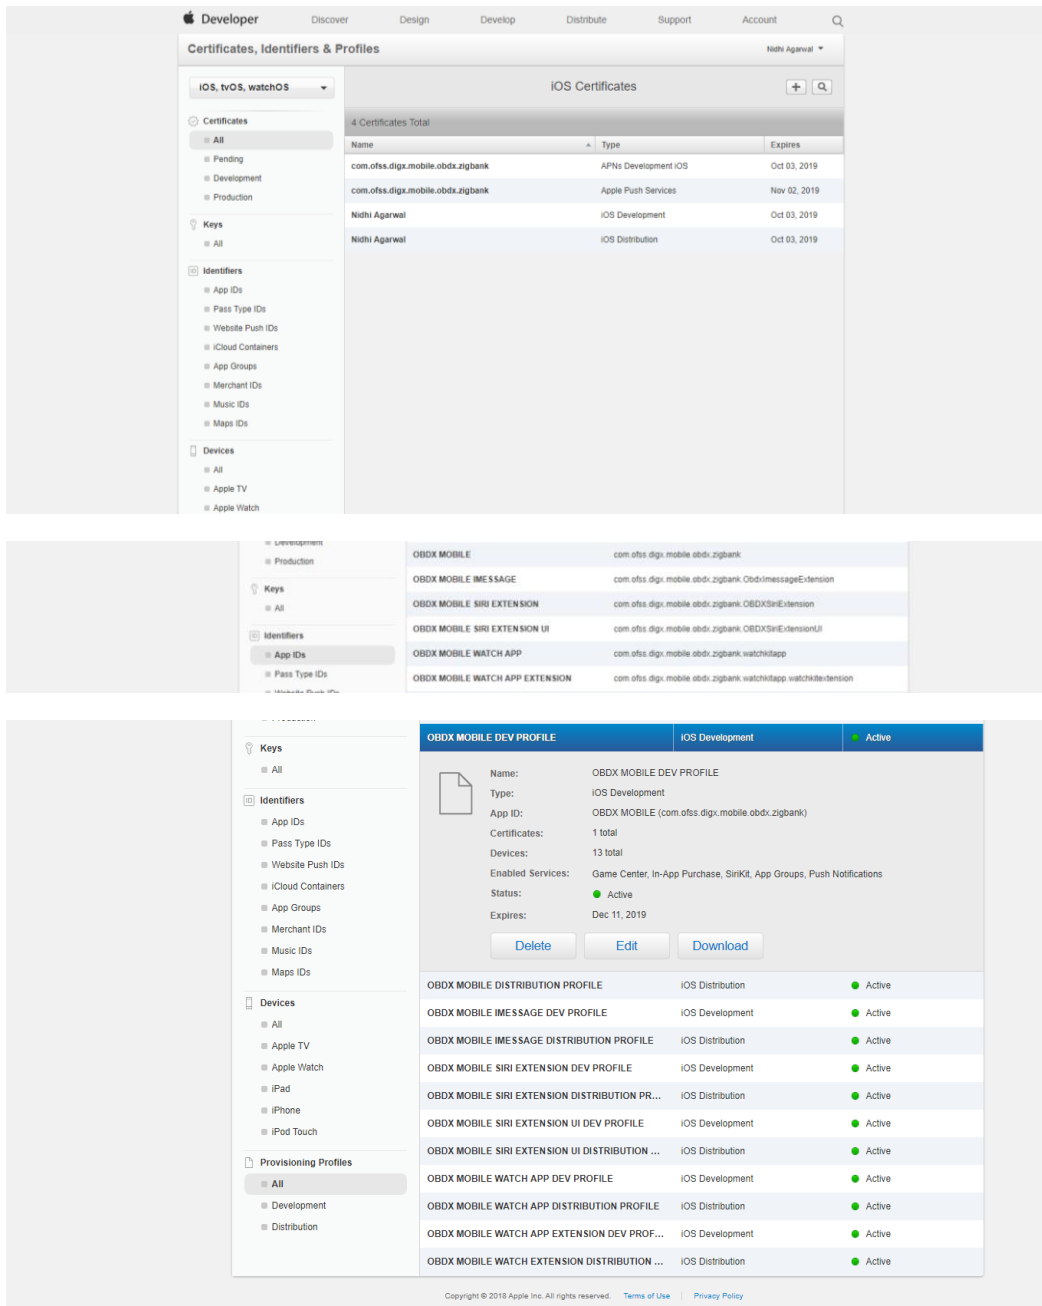 Developer Discover Design Develop Distribute Support Account
Certificates, Identifiers & Profiles Nidhi Agarwal
iOS, tvOS, watchOS
iOS Certificates
Certificates
All
Pending
Development
Production
Keys
All
Identifiers
App IDs
Pass Type IDs
Website Push IDs
iCloud Containers
App Groups
Merchant IDs
Music IDs
Maps IDs
Devices
All
Apple TV
Apple Watch
4 Certificates Total
Name Type Expires
com.ofss.digx.mobile.obdx.zigbank APNs Development iOS Oct 03, 2019
com.ofss.digx.mobile.obdx.zigbank Apple Push Services Nov 02, 2019
Nidhi Agarwal iOS Development Oct 03, 2019
Nidhi Agarwal iOS Distribution Oct 03, 2019
Development
Production
Keys
All
Identifiers
App IDs
Pass Type IDs
Website Push IDs
OBDX MOBILE com.ofss.digx.mobile.obdx.zigbank
OBDX MOBILE IMESSAGE com.ofss.digx.mobile.obdx.zigbank.ObdxImessageExtension
OBDX MOBILE SIRI EXTENSION com.ofss.digx.mobile.obdx.zigbank.OBDXSiriExtension
OBDX MOBILE SIRI EXTENSION UI com.ofss.digx.mobile.obdx.zigbank.OBDXSiriExtensionUI
OBDX MOBILE WATCH APP com.ofss.digx.mobile.obdx.zigbank.watchkitapp
OBDX MOBILE WATCH APP EXTENSION com.ofss.digx.mobile.obdx.zigbank.watchkitapp.watchkitextension
Production
Keys
All
Identifiers
App IDs
Pass Type IDs
Website Push IDs
iCloud Containers
App Groups
Merchant IDs
Music IDs
Maps IDs
Devices
All
Apple TV
Apple Watch
iPad
iPhone
iPod Touch
Provisioning Profiles
All
Development
Distribution
OBDX MOBILE DEV PROFILE iOS Development Active
Name: OBDX MOBILE DEV PROFILE
Type: iOS Development
App ID: OBDX MOBILE (com.ofss.digx.mobile.obdx.zigbank)
Certificates: 1 total
Devices: 13 total
Enabled Services: Game Center, In-App Purchase, SiriKit, App Groups, Push Notifications
Status: Active
Expires: Dec 11, 2019
Delete Edit Download
OBDX MOBILE DISTRIBUTION PROFILE iOS Distribution Active
OBDX MOBILE IMESSAGE DEV PROFILE iOS Development Active
OBDX MOBILE IMESSAGE DISTRIBUTION PROFILE iOS Distribution Active
OBDX MOBILE SIRI EXTENSION DEV PROFILE iOS Development Active
OBDX MOBILE SIRI EXTENSION DISTRIBUTION PR... iOS Distribution Active
OBDX MOBILE SIRI EXTENSION UI DEV PROFILE iOS Development Active
OBDX MOBILE SIRI EXTENSION UI DISTRIBUTION ... iOS Distribution Active
OBDX MOBILE WATCH APP DEV PROFILE iOS Development Active
OBDX MOBILE WATCH APP DISTRIBUTION PROFILE iOS Distribution Active
OBDX MOBILE WATCH APP EXTENSION DEV PROF... iOS Development Active
OBDX MOBILE WATCH EXTENSION DISTRIBUTION ... iOS Distribution Active
Copyright © 2018 Apple Inc. All rights reserved. Terms of Use Privacy Policy